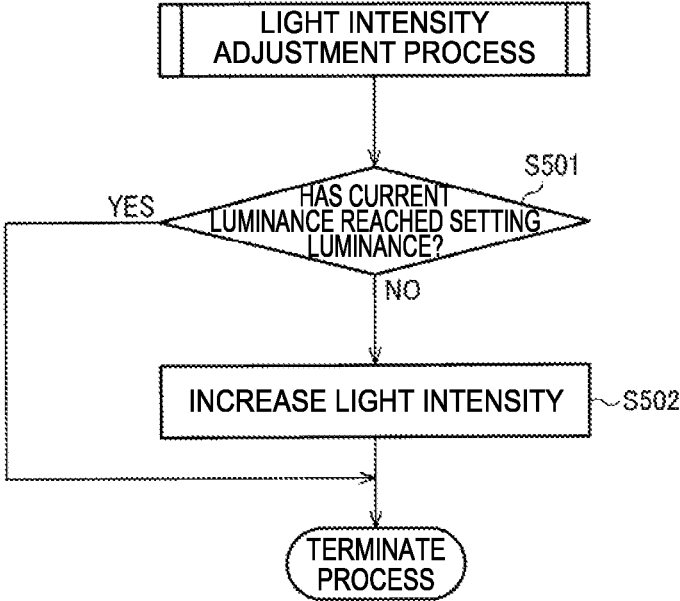 LIGHT INTENSITY
ADJUSTMENT PROCESS
S501
YES
HAS CURRENT
LUMINANCE REACHED SETTING
LUMINANCE?
NO
INCREASE LIGHT INTENSITY
S502
TERMINATE
PROCESS